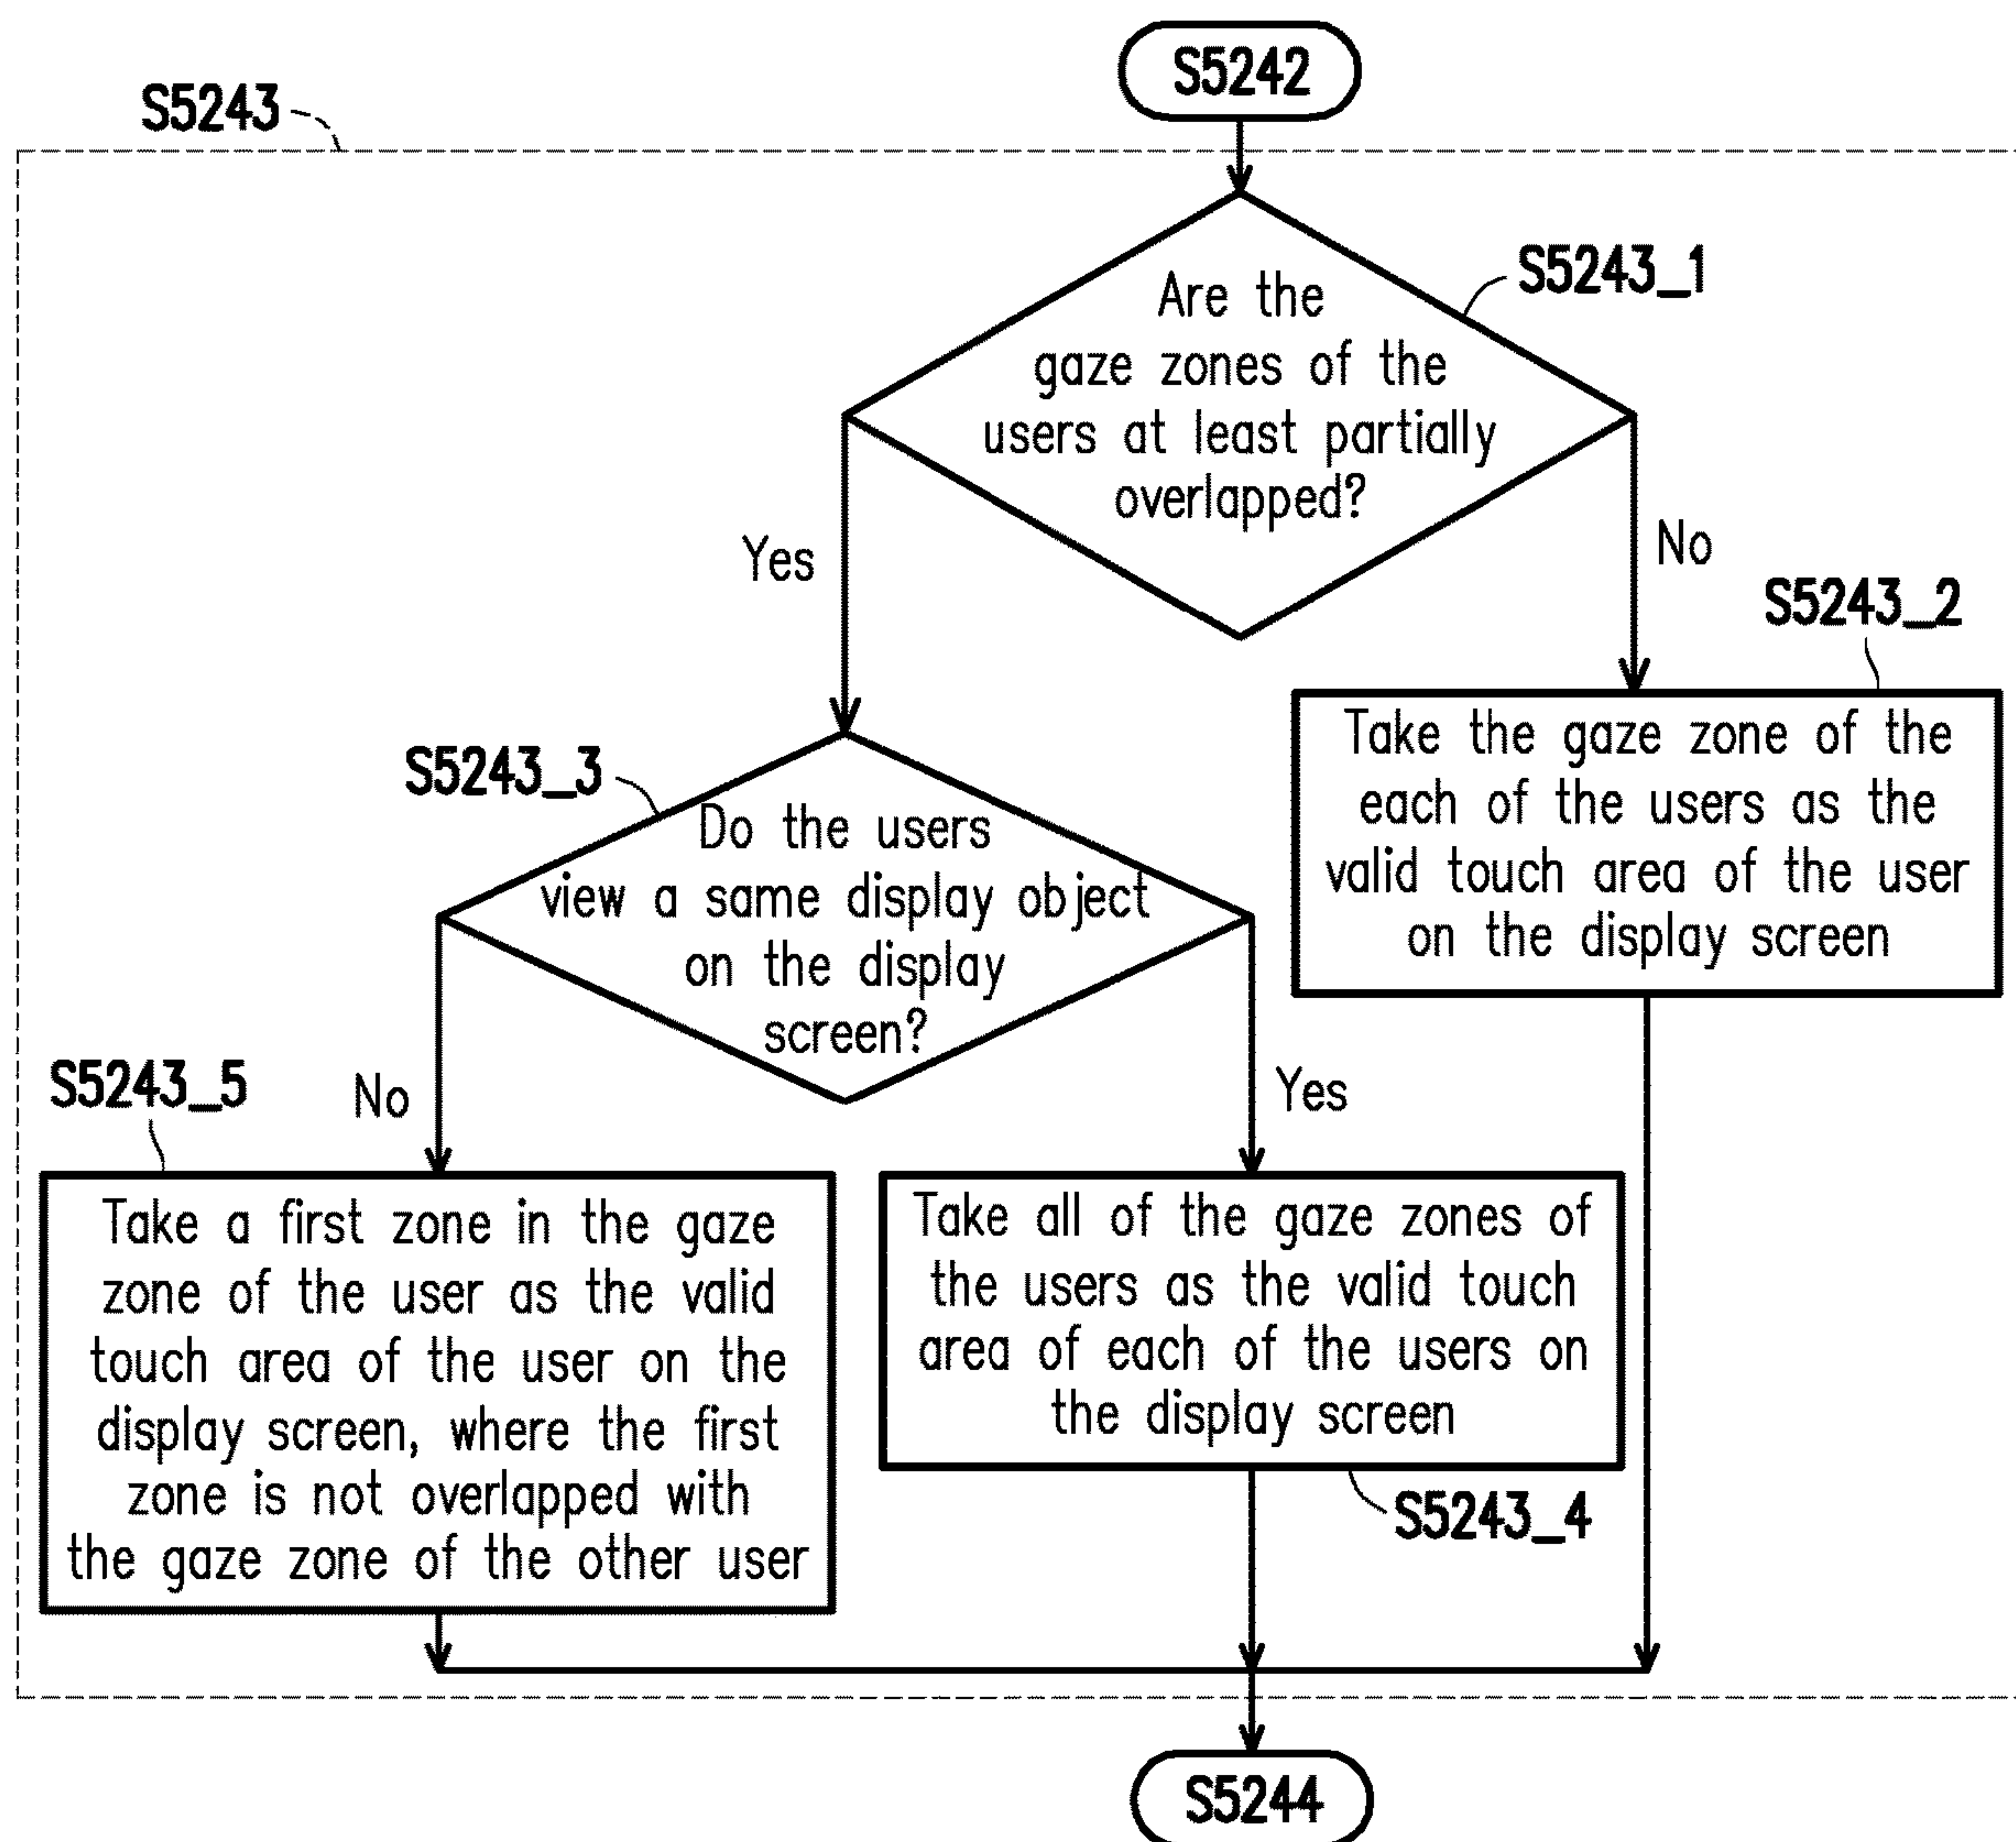 S5242
S5243
S5243_1
Are the
gaze zones of the
users at least partially
overlapped?
Yes
No
S5243_2
Take the gaze zone of the
each of the users as the
valid touch area of the user
on the display screen
S5243_3
Do the users
view a same display object
on the display
screen?
No
Yes
S5243_5
Take a first zone in the gaze
zone of the user as the valid
touch area of the user on the
display screen, where the first
zone is not overlapped with
the gaze zone of the other user
Take all of the gaze zones of
the users as the valid touch
area of each of the users on
the display screen
S5243_4
S5244